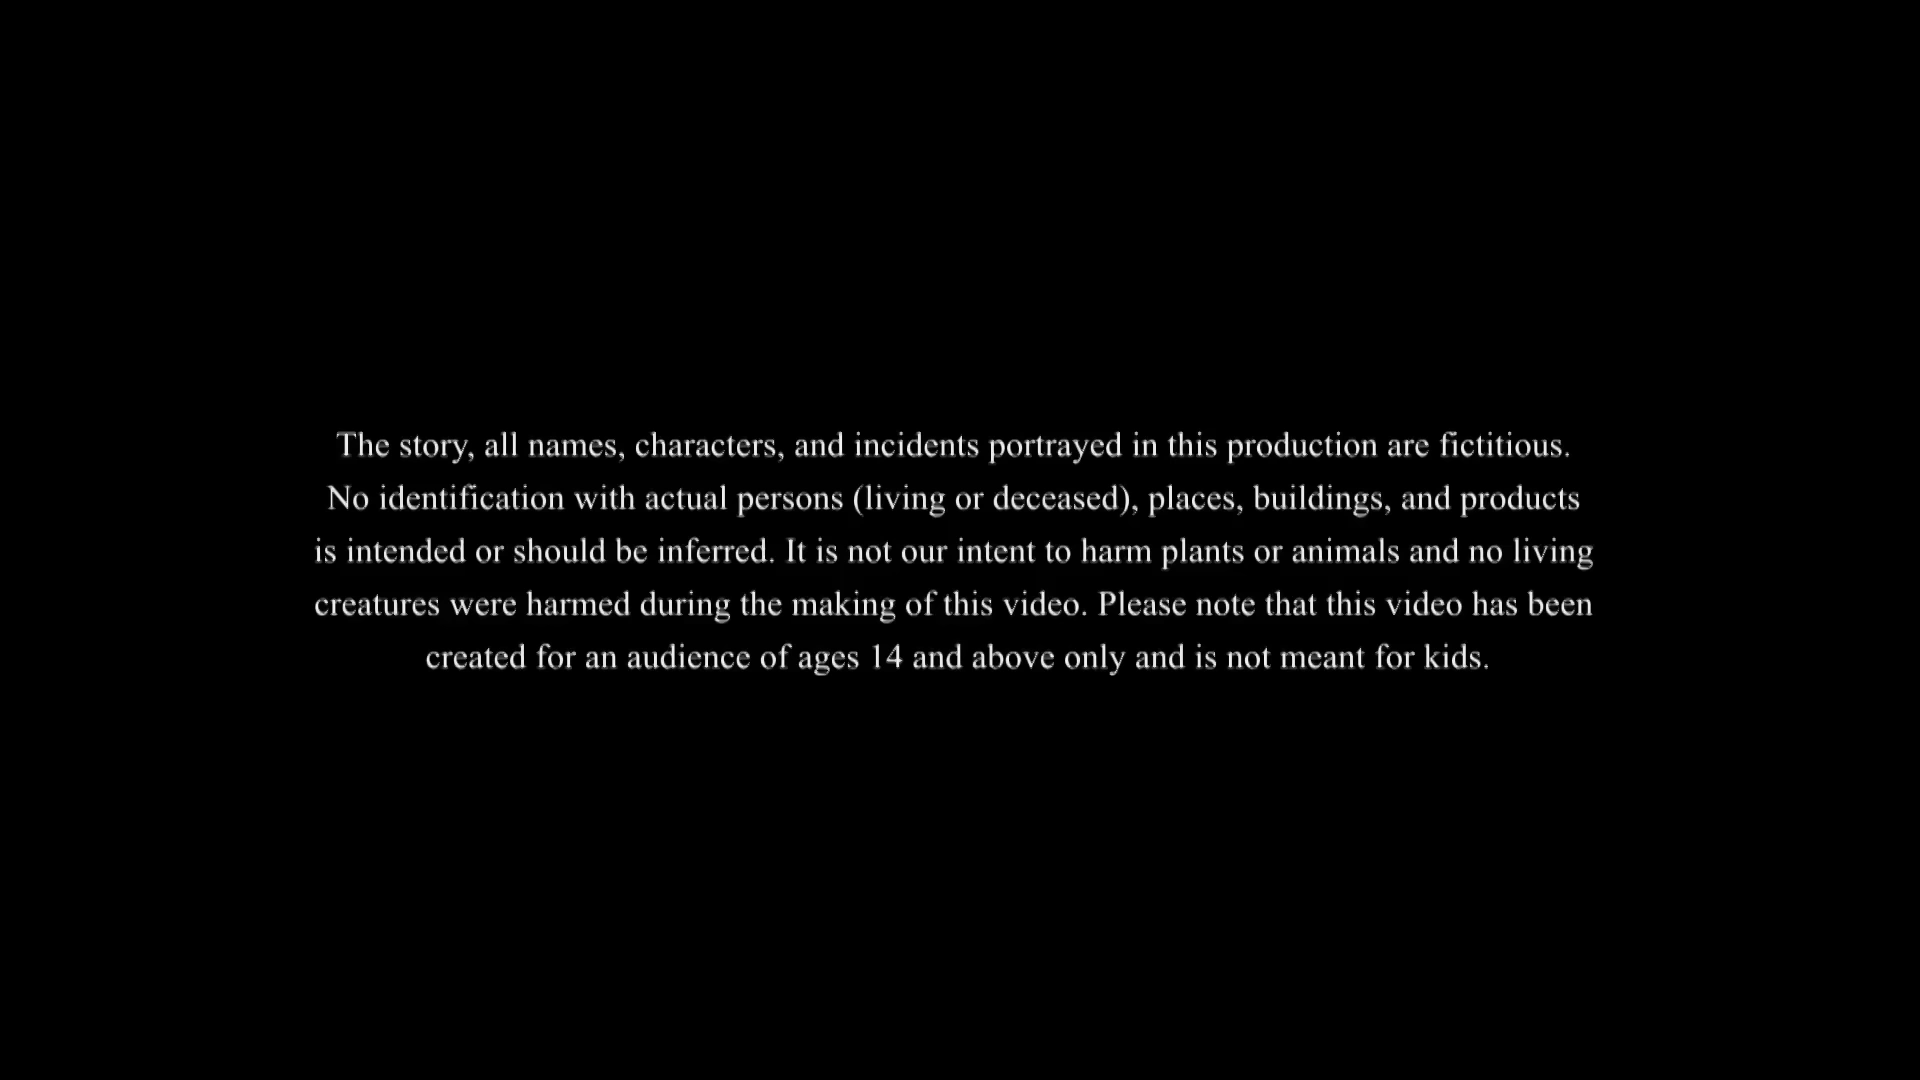 The story, all names, characters, and incidents portrayed in this production are fictitious.
No identification with actual persons (living or deceased), places, buildings, and products
is intended or should be inferred. It is not our intent to harm plants or animals and no living
creatures were harmed during the making of this video. Please note that this video has been
created for an audience of ages 14 and above only and is not meant for kids.